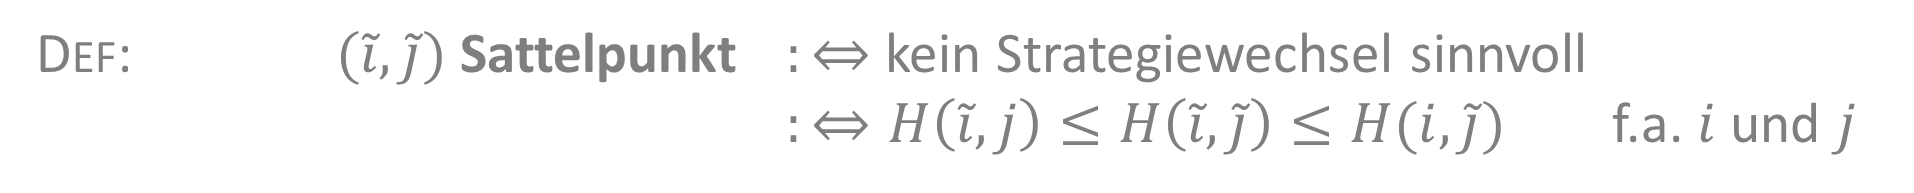 DEF: (ĩ, j̃) Sattelpunkt :⇔ kein Strategiewechsel sinnvoll
:⇔ H(ĩ, j) ≤ H(ĩ, j̃) ≤ H(i, j̃) f.a. i und j